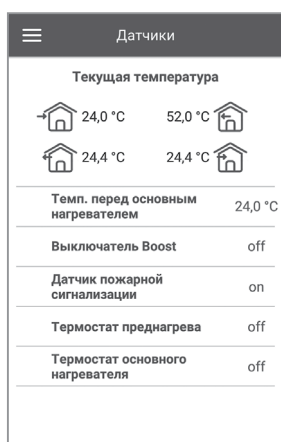 Датчики
Текущая температура
24,0 °C 52,0 °C
24,4 °C 24,4 °C
Темп. перед основным
нагревателем 24,0 °C
Выключатель Boost off
Датчик пожарной
сигнализации on
Термостат преднагрева off
Термостат основного
нагревателя off